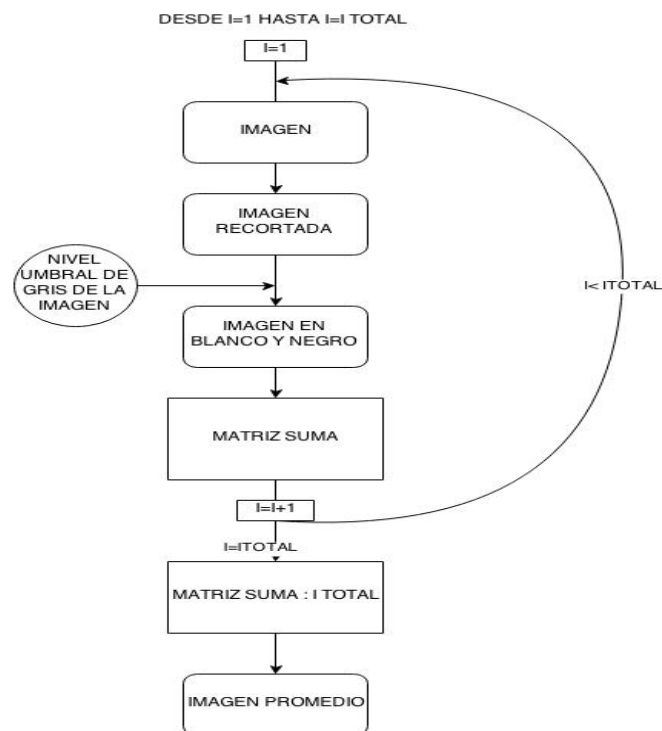 DESDE I=1 HASTA I=I TOTAL
I=1
IMAGEN
IMAGEN
RECORTADA
NIVEL
UMBRAL DE
GRIS DE LA
IMAGEN
I< ITOTAL
IMAGEN EN
BLANCO Y NEGRO
MATRIZ SUMA
I=I+1
I=ITOTAL
MATRIZ SUMA : I TOTAL
IMAGEN PROMEDIO